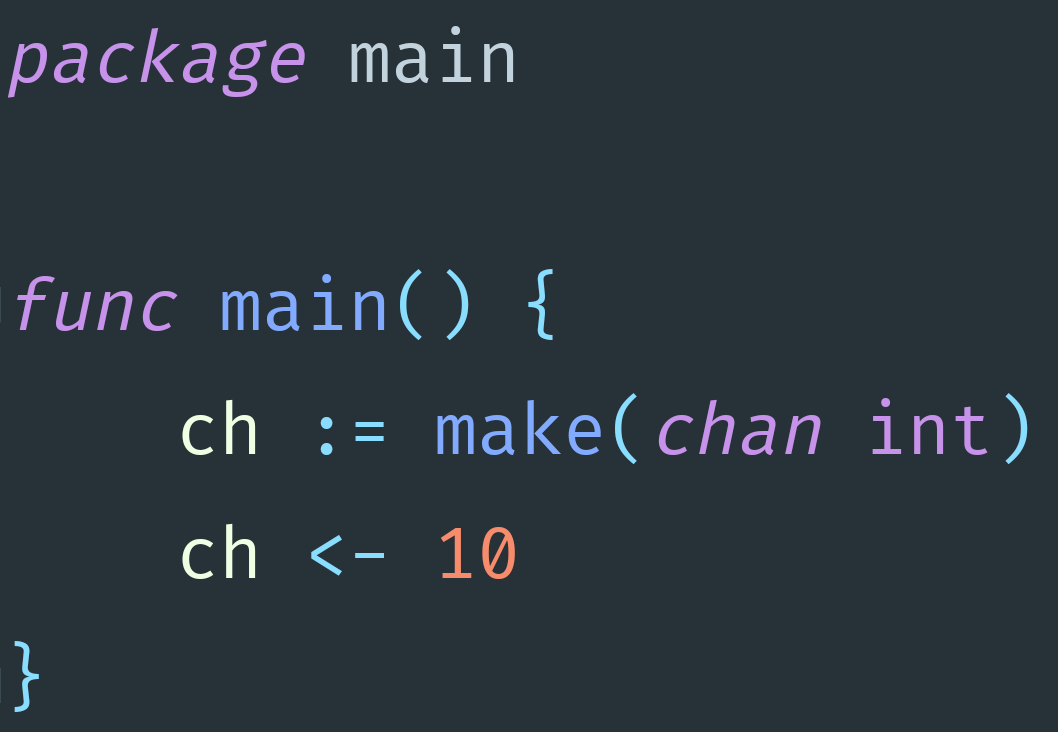 package main
func main() {
ch := make(chan int)
ch <- 10
}